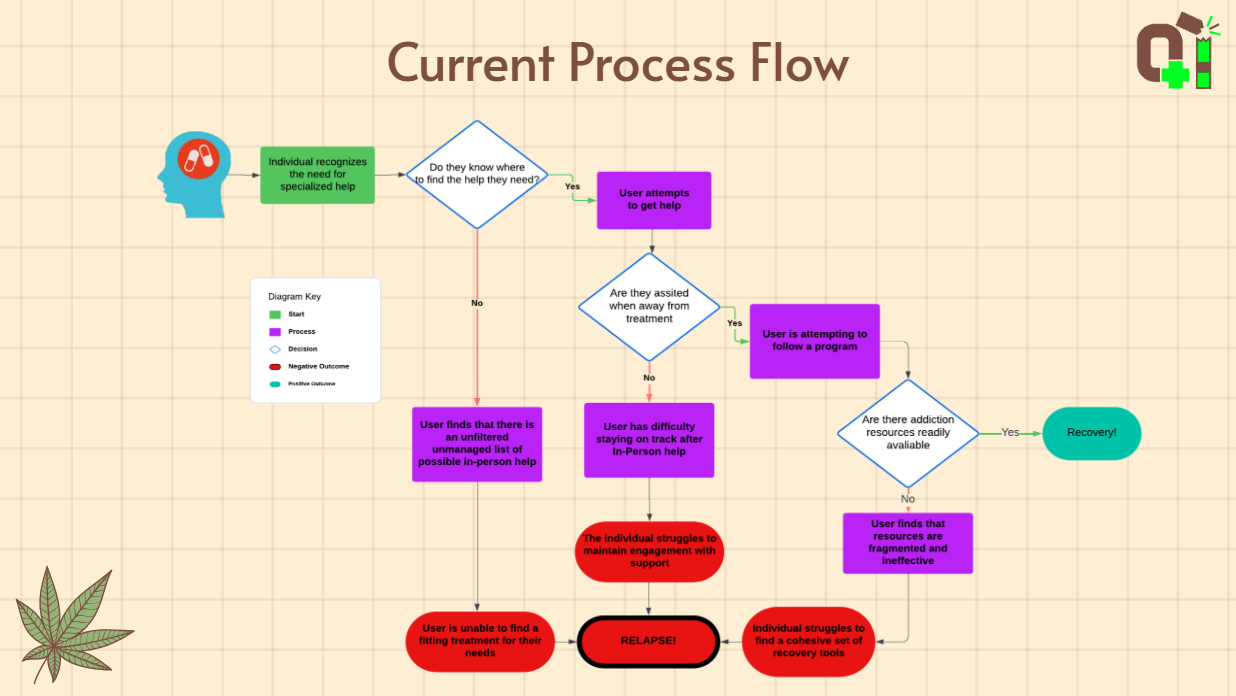 Current Process Flow
Individual recognizes
the need for
specialized help
Do they know where
to find the help they need?
Yes
User attempts
to get help
No
Are they assited
when away from
treatment
Yes
User is attempting to
follow a program
No
Diagram Key
Start
Process
Decision
Negative Outcome
Positive Outcome
User finds that there is
an unfiltered
unmanaged list of
possible in-person help
User has difficulty
staying on track after
In-Person help
Are there addiction
resources readily
avaliable
Yes
Recovery!
No
User finds that
resources are
fragmented and
ineffective
The individual struggles to
maintain engagement with
support
User is unable to find a
fitting treatment for their
needs
RELAPSE!
Individual struggles to
find a cohesive set of
recovery tools